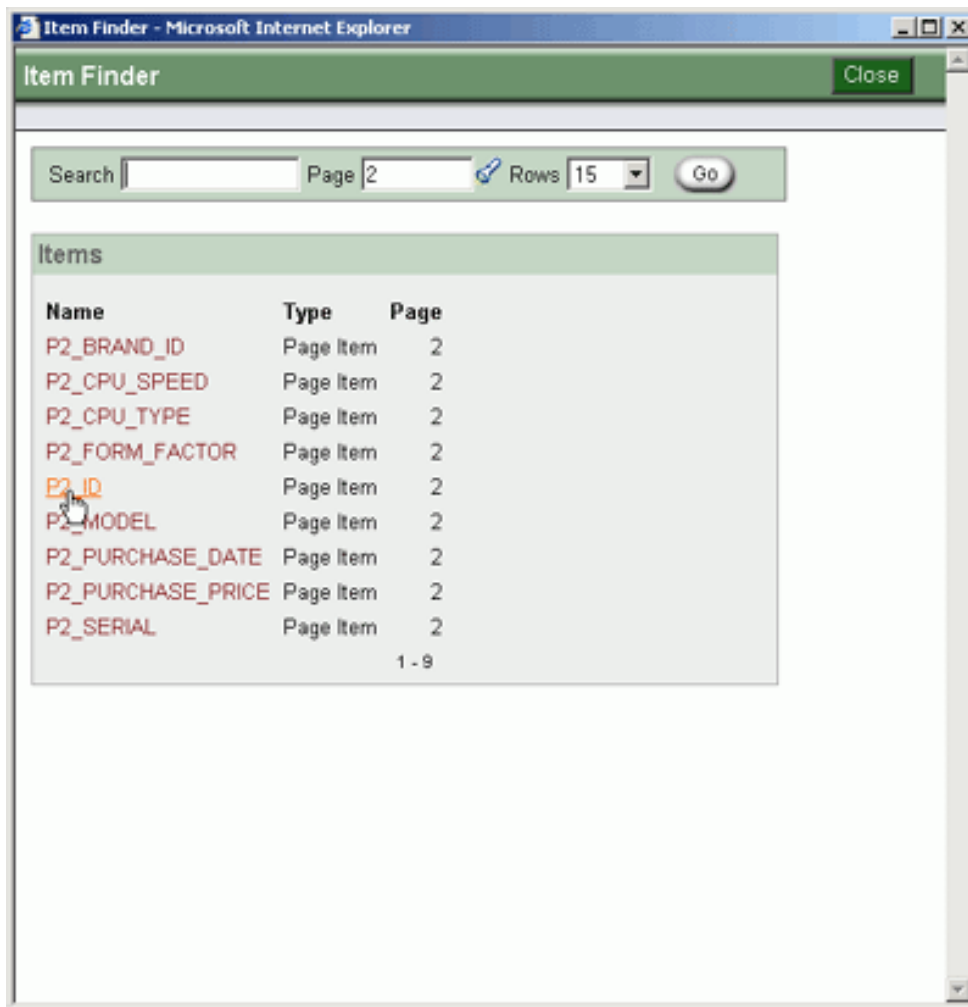 Item Finder - Microsoft Internet Explorer
Item Finder Close
Search Page 2 Rows 15 Go
Items
Name Type Page
P2_BRAND_ID Page Item 2
P2_CPU_SPEED Page Item 2
P2_CPU_TYPE Page Item 2
P2_FORM_FACTOR Page Item 2
P2_ID Page Item 2
P2_MODEL Page Item 2
P2_PURCHASE_DATE Page Item 2
P2_PURCHASE_PRICE Page Item 2
P2_SERIAL Page Item 2
1 - 9